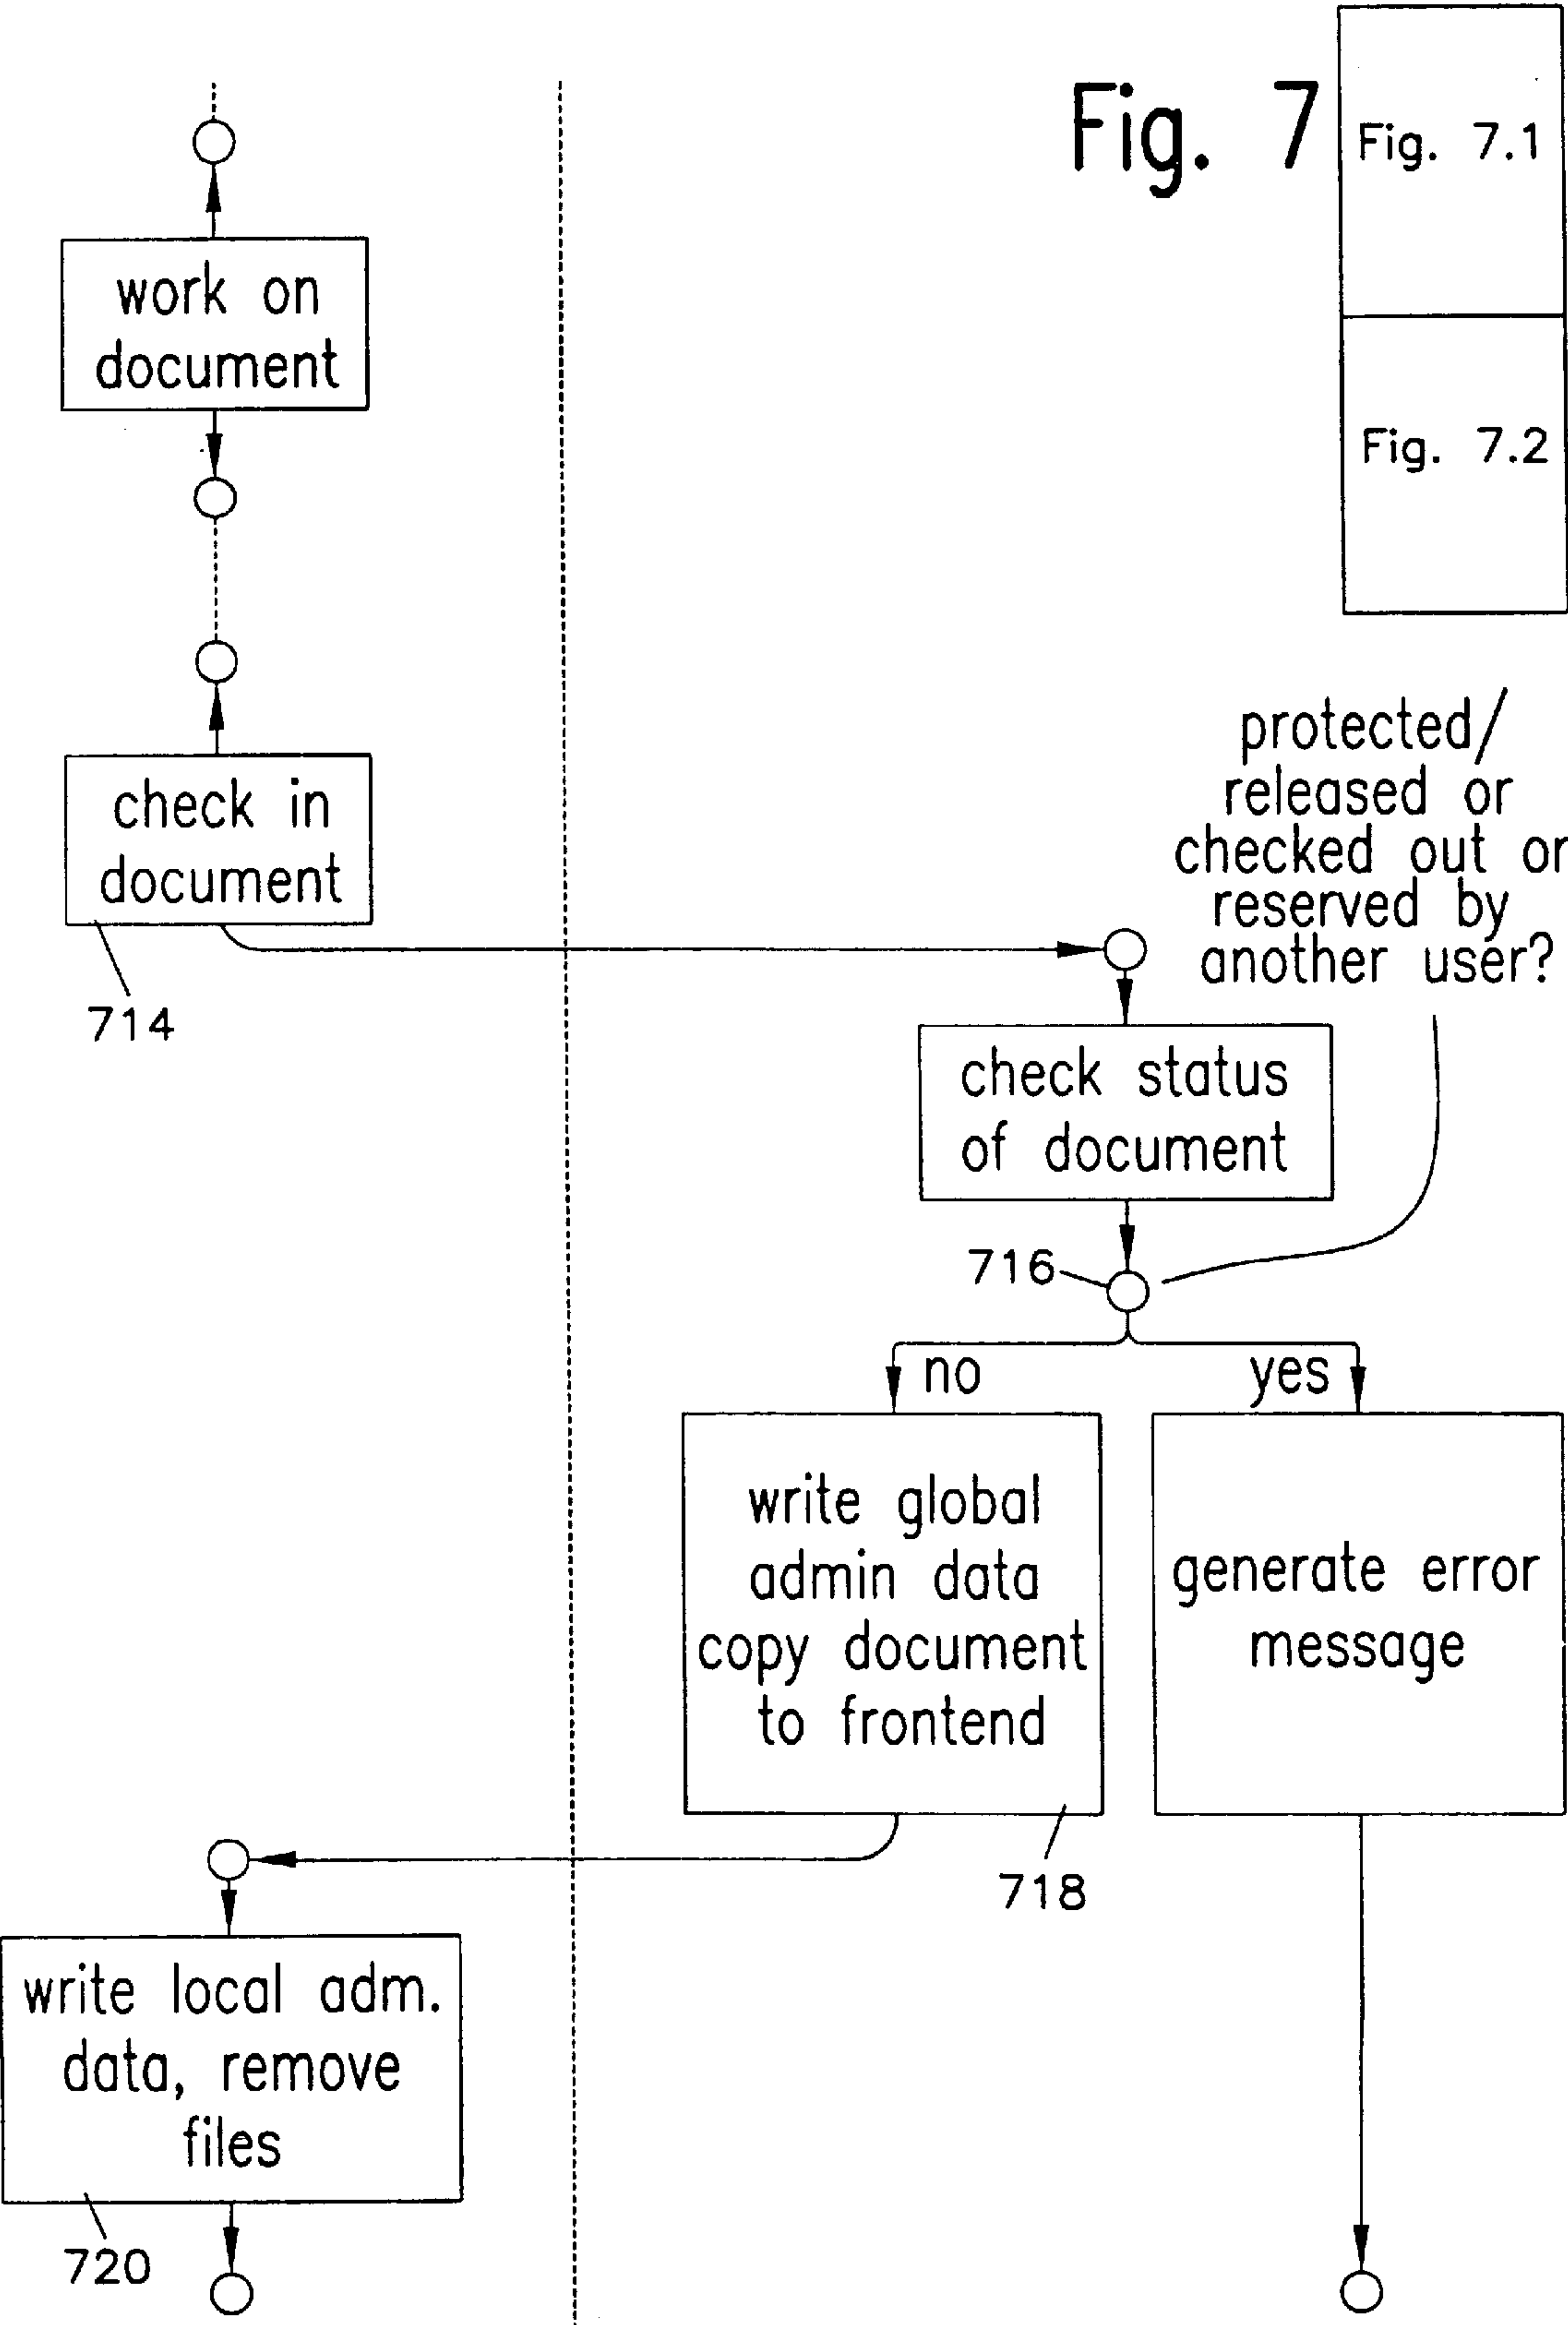 Fig. 7
Fig. 7.1
Fig. 7.2
work on
document
check in
document
714
protected/
released or
checked out or
reserved by
another user?
check status
of document
716
no
yes
write global
admin data
copy document
to frontend
718
generate error
message
write local adm.
data, remove
files
720